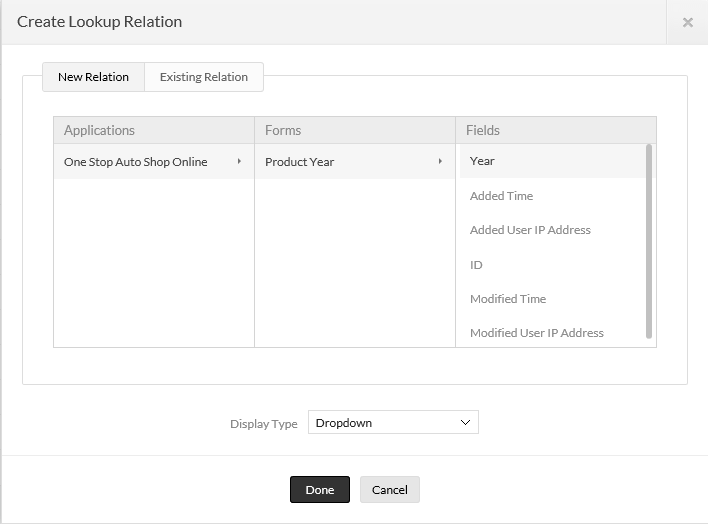 Create Lookup Relation
New Relation Existing Relation
Applications Forms Fields
One Stop Auto Shop Online Product Year Year
Added Time
Added User IP Address
ID
Modified Time
Modified User IP Address
Display Type Dropdown
Done Cancel